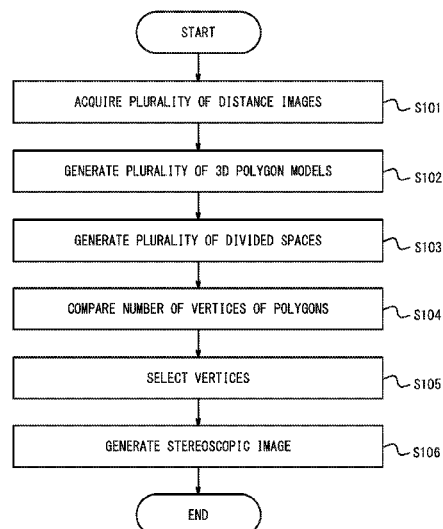 START
ACQUIRE PLURALITY OF DISTANCE IMAGES
S101
GENERATE PLURALITY OF 3D POLYGON MODELS
S102
GENERATE PLURALITY OF DIVIDED SPACES
S103
COMPARE NUMBER OF VERTICES OF POLYGONS
S104
SELECT VERTICES
S105
GENERATE STEREOSCOPIC IMAGE
S106
END